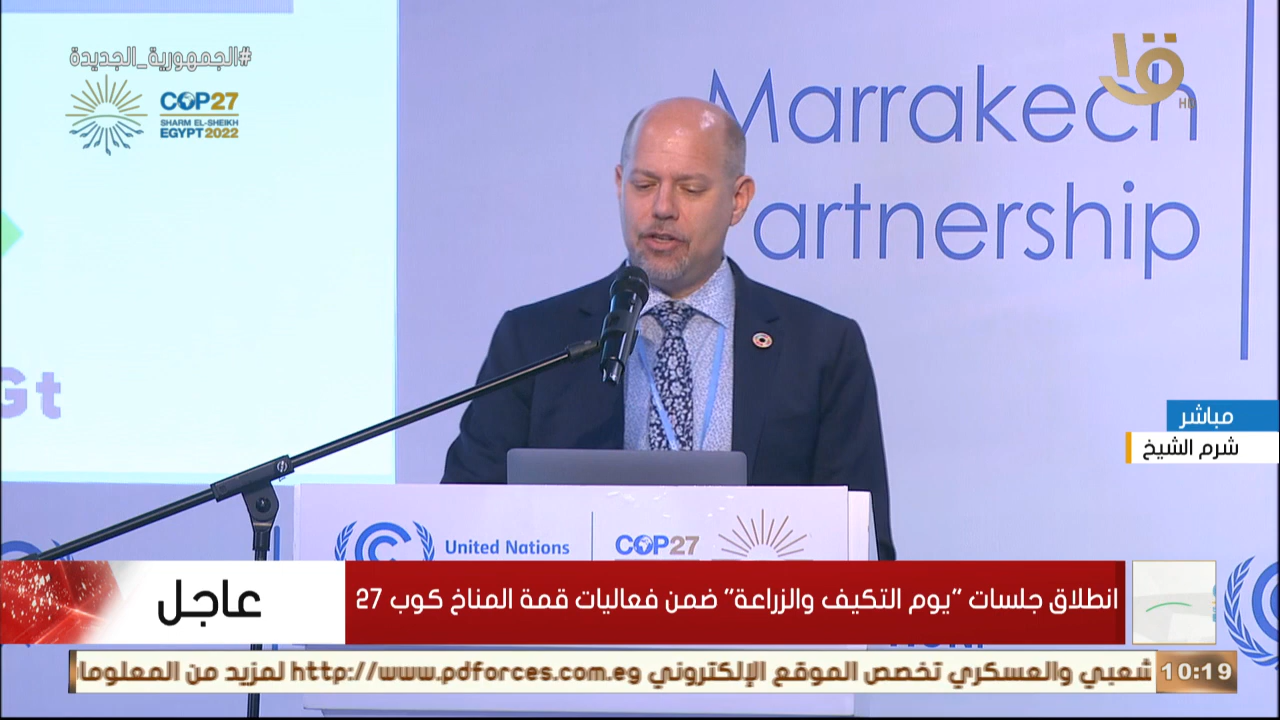 #الجمهورية_الجديدة
COP27
SHARM EL-SHEIKH
EGYPT 2022
Marrakech
Partnership
HD
Gt
مباشر
شرم الشيخ
United Nations
COP27
عاجل
انطلاق جلسات "يوم التكيف والزراعة" ضمن فعاليات قمة المناخ كوب 27
شعبي والعسكري تخصص الموقع الإلكتروني http://www.pdforces.com.eg لمزيد من المعلوما
10:19